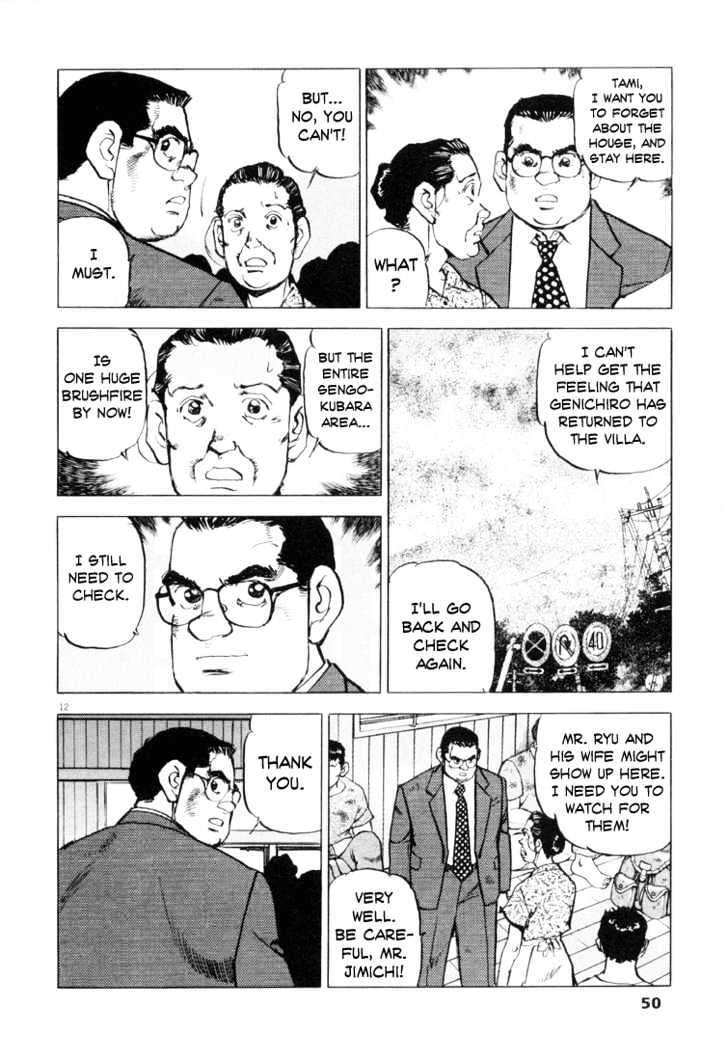 TAMI,
I WANT YOU
TO FORGET
ABOUT THE
HOUSE, AND
STAY HERE.
WHAT
?
BUT...
NO, YOU
CAN'T!
I
MUST.
I CAN'T
HELP GET THE
FEELING THAT
GENICHIRO HAS
RETURNED TO
THE VILLA.
I'LL GO
BACK AND
CHECK
AGAIN.
40
BUT THE
ENTIRE
SENGO-
KUBARA
AREA...
IS
ONE HUGE
BRUSHFIRE
BY NOW!
I STILL
NEED TO
CHECK.
12
MR. RYU AND
HIS WIFE MIGHT
SHOW UP HERE.
I NEED YOU TO
WATCH FOR
THEM!
VERY
WELL.
BE CARE-
FUL, MR.
JIMICHI!
THANK
YOU.
50